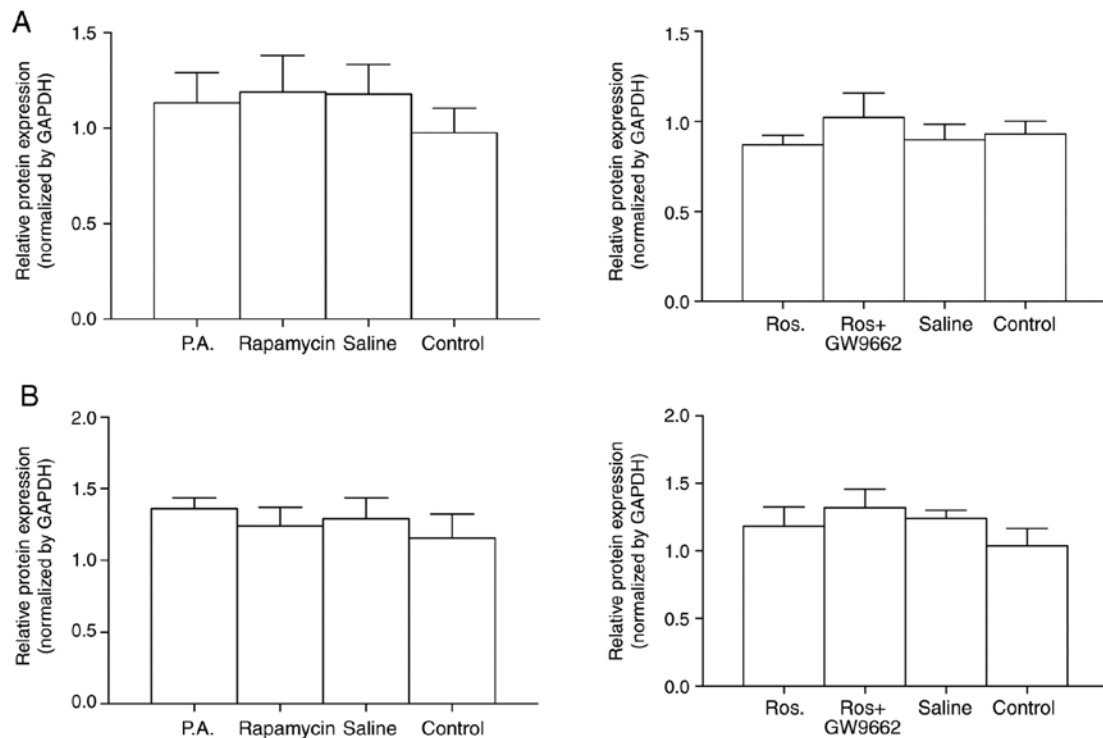 A
Relative protein expression
(normalized by GAPDH)
1.5
1.0
0.5
0.0
P.A. Rapamycin Saline Control
Relative protein expression
(normalized by GAPDH)
1.5
1.0
0.5
0.0
Ros. Ros+ Saline Control
GW9662
B
Relative protein expression
(normalized by GAPDH)
2.0
1.5
1.0
0.5
0.0
P.A. Rapamycin Saline Control
Relative protein expression
(normalized by GAPDH)
2.0
1.5
1.0
0.5
0.0
Ros. Ros+ Saline Control
GW9662